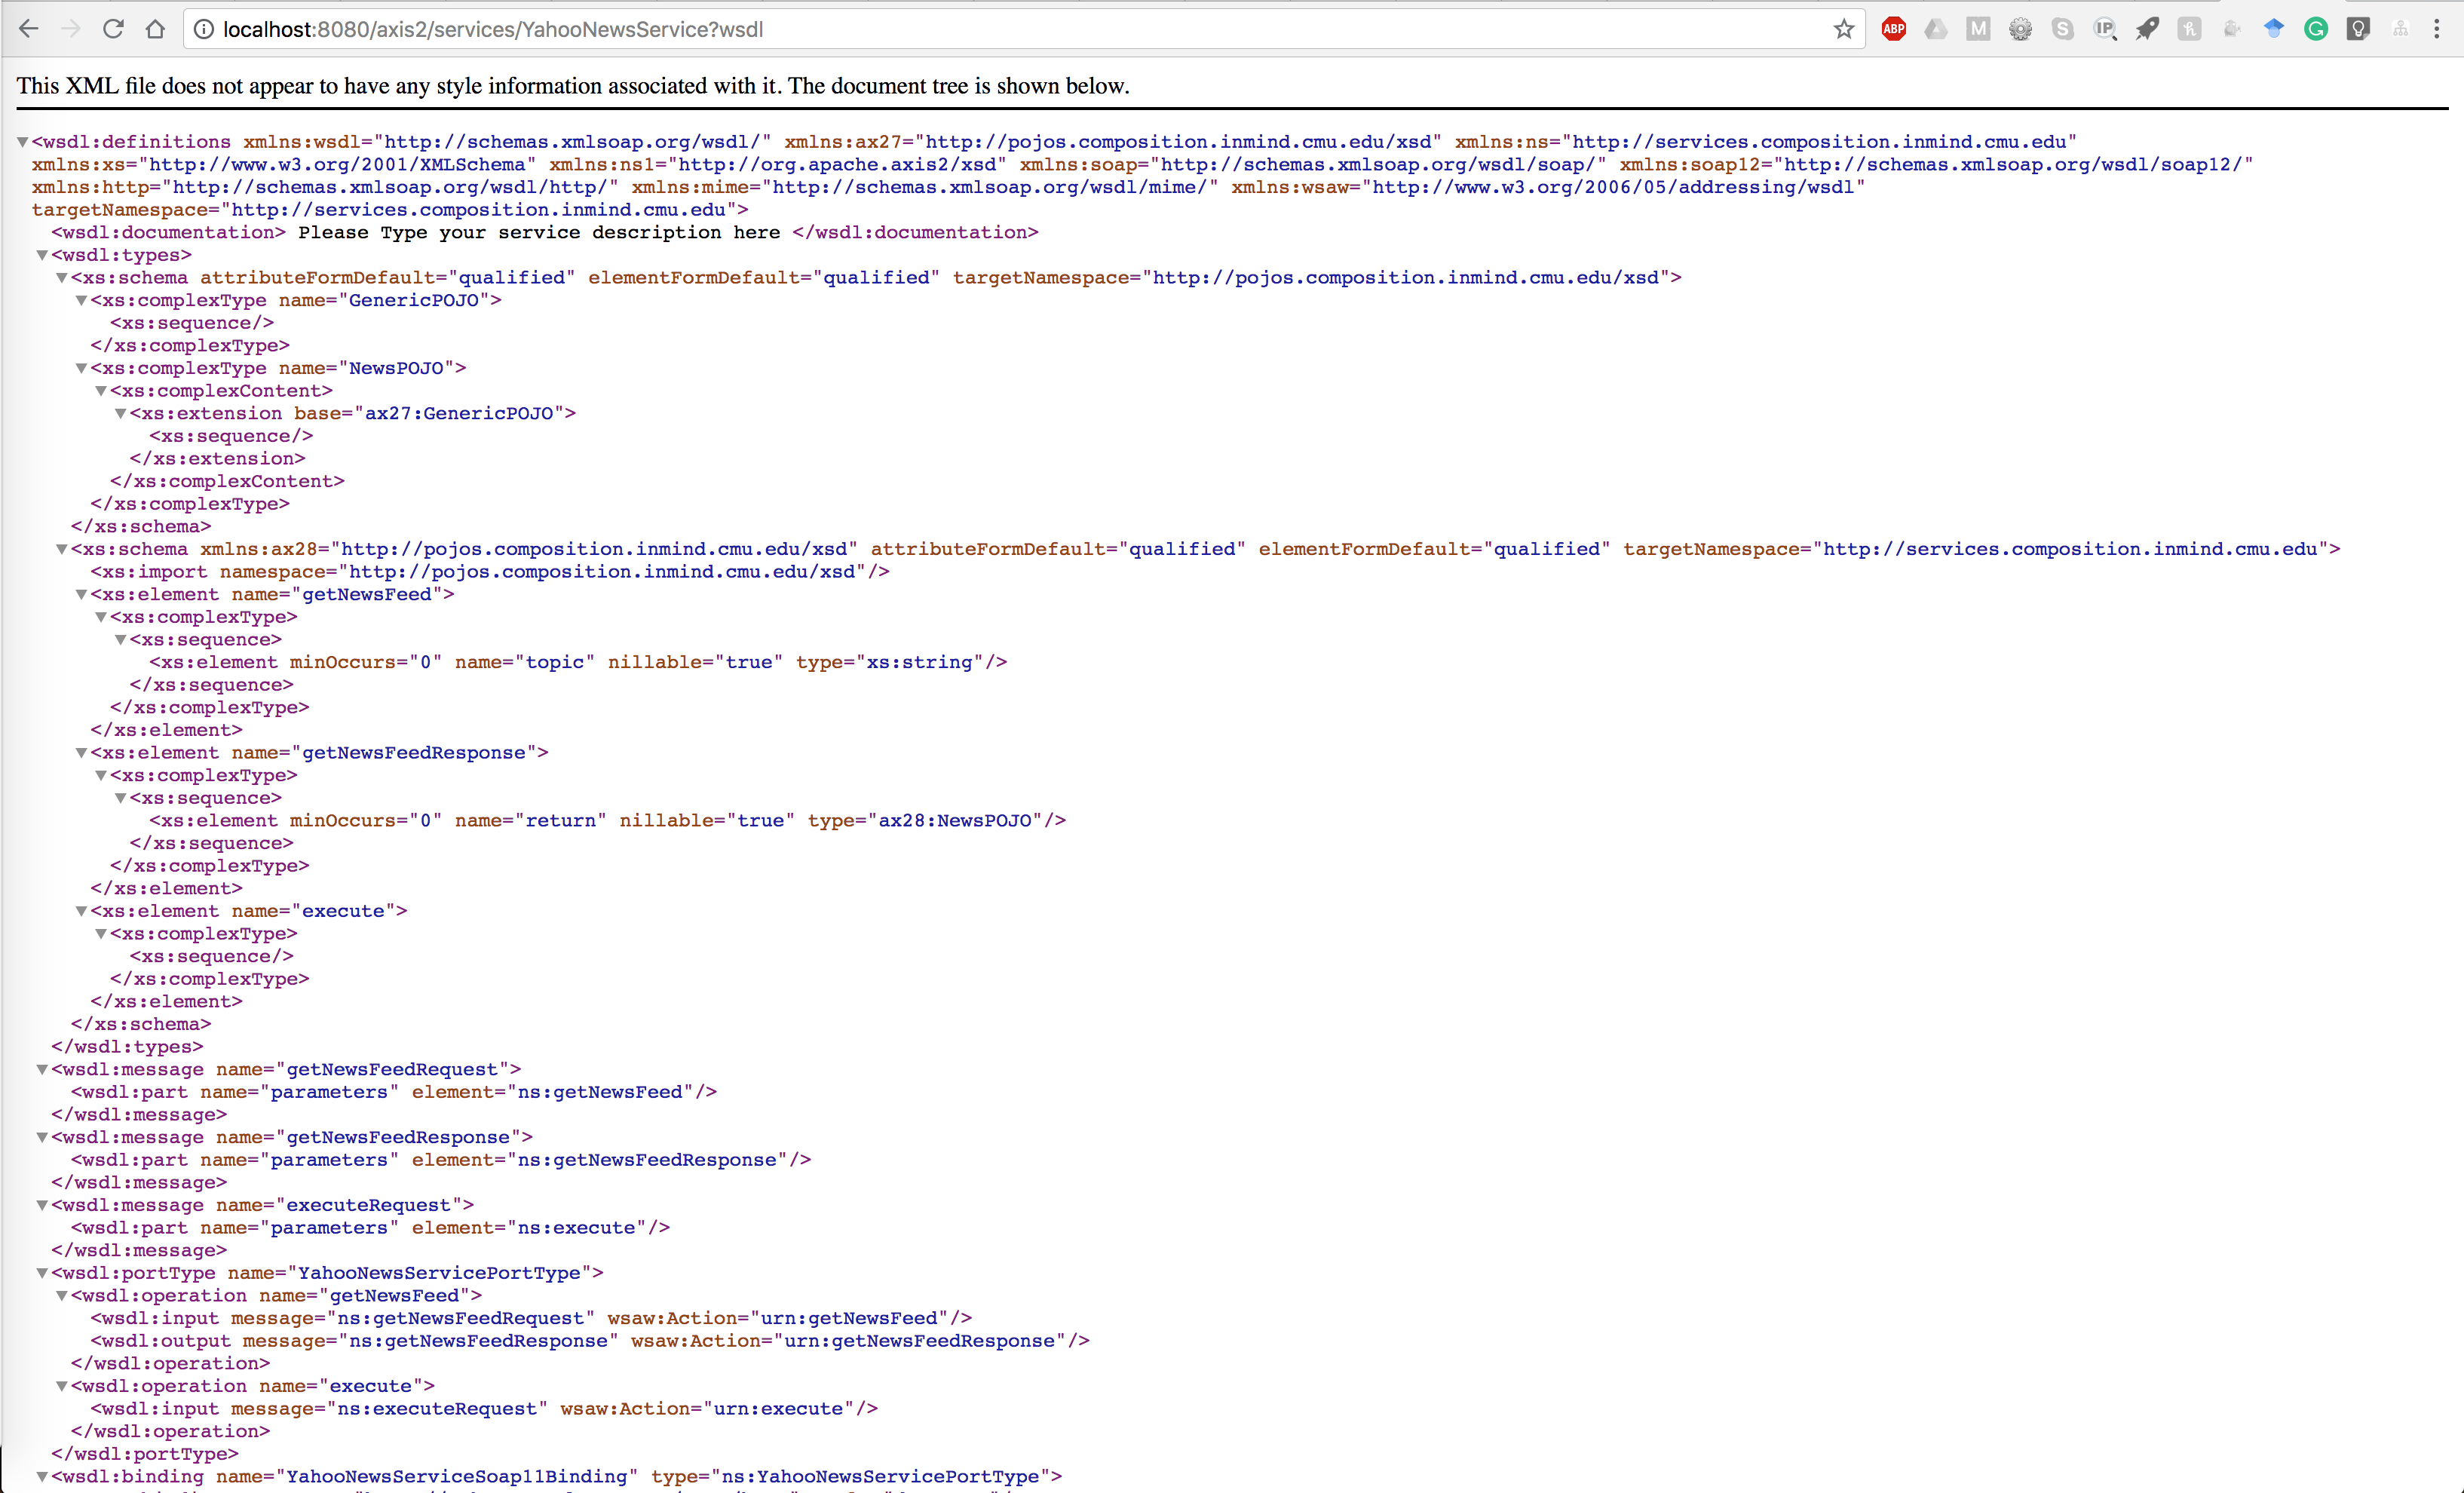 localhost:8080/axis2/services/YahooNewsService?wsdl
ABP M S IP G
This XML file does not appear to have any style information associated with it. The document tree is shown below.
▼<wsdl:definitions xmlns:wsdl="http://schemas.xmlsoap.org/wsdl/" xmlns:ax27="http://pojos.composition.inmind.cmu.edu/xsd" xmlns:ns="http://services.composition.inmind.cmu.edu"
xmlns:xs="http://www.w3.org/2001/XMLSchema" xmlns:ns1="http://org.apache.axis2/xsd" xmlns:soap="http://schemas.xmlsoap.org/wsdl/soap/" xmlns:soap12="http://schemas.xmlsoap.org/wsdl/soap12/"
xmlns:http="http://schemas.xmlsoap.org/wsdl/http/" xmlns:mime="http://schemas.xmlsoap.org/wsdl/mime/" xmlns:wsaw="http://www.w3.org/2006/05/addressing/wsdl"
targetNamespace="http://services.composition.inmind.cmu.edu">
<wsdl:documentation> Please Type your service description here </wsdl:documentation>
▼<wsdl:types>
▼<xs:schema attributeFormDefault="qualified" elementFormDefault="qualified" targetNamespace="http://pojos.composition.inmind.cmu.edu/xsd">
▼<xs:complexType name="GenericPOJO">
<xs:sequence/>
</xs:complexType>
▼<xs:complexType name="NewsPOJO">
▼<xs:complexContent>
▼<xs:extension base="ax27:GenericPOJO">
<xs:sequence/>
</xs:extension>
</xs:complexContent>
</xs:complexType>
</xs:schema>
▼<xs:schema xmlns:ax28="http://pojos.composition.inmind.cmu.edu/xsd" attributeFormDefault="qualified" elementFormDefault="qualified" targetNamespace="http://services.composition.inmind.cmu.edu">
<xs:import namespace="http://pojos.composition.inmind.cmu.edu/xsd"/>
▼<xs:element name="getNewsFeed">
▼<xs:complexType>
▼<xs:sequence>
<xs:element minOccurs="0" name="topic" nillable="true" type="xs:string"/>
</xs:sequence>
</xs:complexType>
</xs:element>
▼<xs:element name="getNewsFeedResponse">
▼<xs:complexType>
▼<xs:sequence>
<xs:element minOccurs="0" name="return" nillable="true" type="ax28:NewsPOJO"/>
</xs:sequence>
</xs:complexType>
</xs:element>
▼<xs:element name="execute">
▼<xs:complexType>
<xs:sequence/>
</xs:complexType>
</xs:element>
</xs:schema>
</wsdl:types>
▼<wsdl:message name="getNewsFeedRequest">
<wsdl:part name="parameters" element="ns:getNewsFeed"/>
</wsdl:message>
▼<wsdl:message name="getNewsFeedResponse">
<wsdl:part name="parameters" element="ns:getNewsFeedResponse"/>
</wsdl:message>
▼<wsdl:message name="executeRequest">
<wsdl:part name="parameters" element="ns:execute"/>
</wsdl:message>
▼<wsdl:portType name="YahooNewsServicePortType">
▼<wsdl:operation name="getNewsFeed">
<wsdl:input message="ns:getNewsFeedRequest" wsaw:Action="urn:getNewsFeed"/>
<wsdl:output message="ns:getNewsFeedResponse" wsaw:Action="urn:getNewsFeedResponse"/>
</wsdl:operation>
▼<wsdl:operation name="execute">
<wsdl:input message="ns:executeRequest" wsaw:Action="urn:execute"/>
</wsdl:operation>
</wsdl:portType>
▼<wsdl:binding name="YahooNewsServiceSoap11Binding" type="ns:YahooNewsServicePortType">